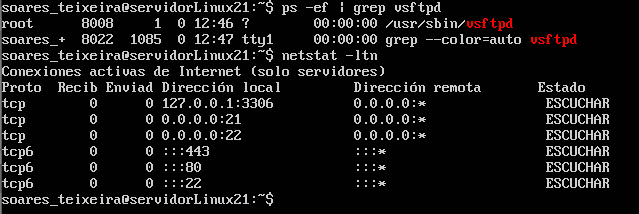 soares_teixeira@servidorLinux21:~$ ps -ef | grep vsftpd
root 8008 1 0 12:46 ? 00:00:00 /usr/sbin/vsftpd
soares_+ 8022 1085 0 12:47 tty1 00:00:00 grep --color=auto vsftpd
soares_teixeira@servidorLinux21:~$ netstat -ltn
Conexiones activas de Internet (solo servidores)
Proto Recib Enviad Dirección local Dirección remota Estado
tcp 0 0 127.0.0.1:3306 0.0.0.0:* ESCUCHAR
tcp 0 0 0.0.0.0:21 0.0.0.0:* ESCUCHAR
tcp 0 0 0.0.0.0:22 0.0.0.0:* ESCUCHAR
tcp6 0 0 :::443 :::* ESCUCHAR
tcp6 0 0 :::80 :::* ESCUCHAR
tcp6 0 0 :::22 :::* ESCUCHAR
soares_teixeira@servidorLinux21:~$